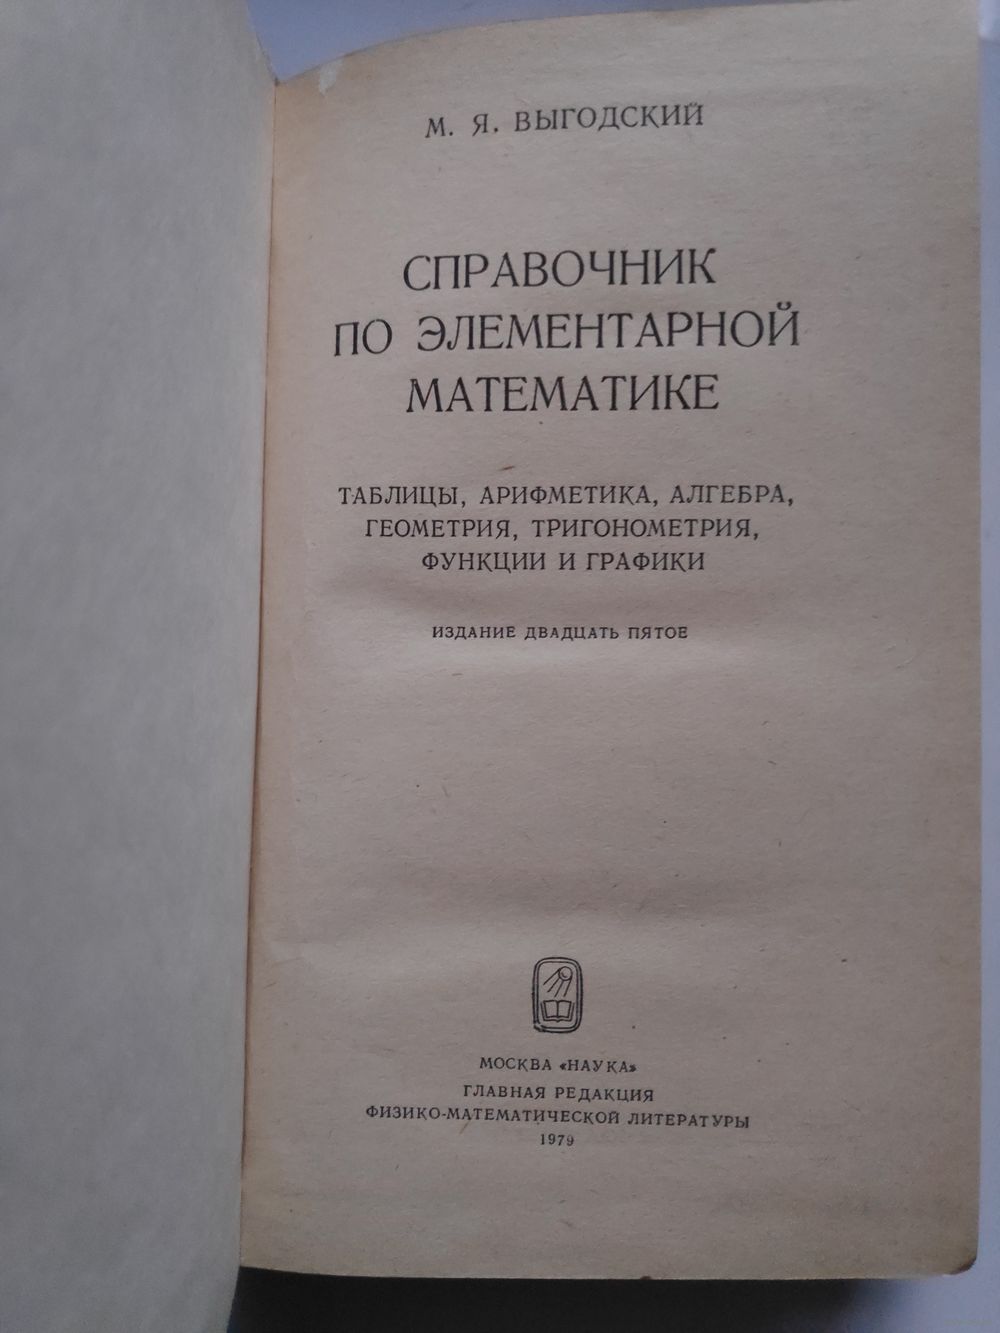 М. Я. ВЫГОДСКИЙ
СПРАВОЧНИК
ПО ЭЛЕМЕНТАРНОЙ
МАТЕМАТИКЕ
ТАБЛИЦЫ, АРИФМЕТИКА, АЛГЕБРА,
ГЕОМЕТРИЯ, ТРИГОНОМЕТРИЯ,
ФУНКЦИИ И ГРАФИКИ
ИЗДАНИЕ ДВАДЦАТЬ ПЯТОЕ
МОСКВА «НАУКА»
ГЛАВНАЯ РЕДАКЦИЯ
ФИЗИКО-МАТЕМАТИЧЕСКОЙ ЛИТЕРАТУРЫ
1979